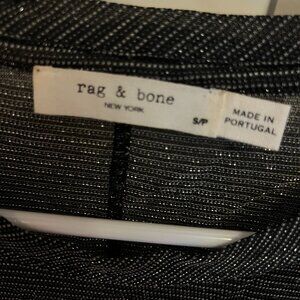 rag & bone
NEW YORK
S/P
MADE IN
PORTUGAL